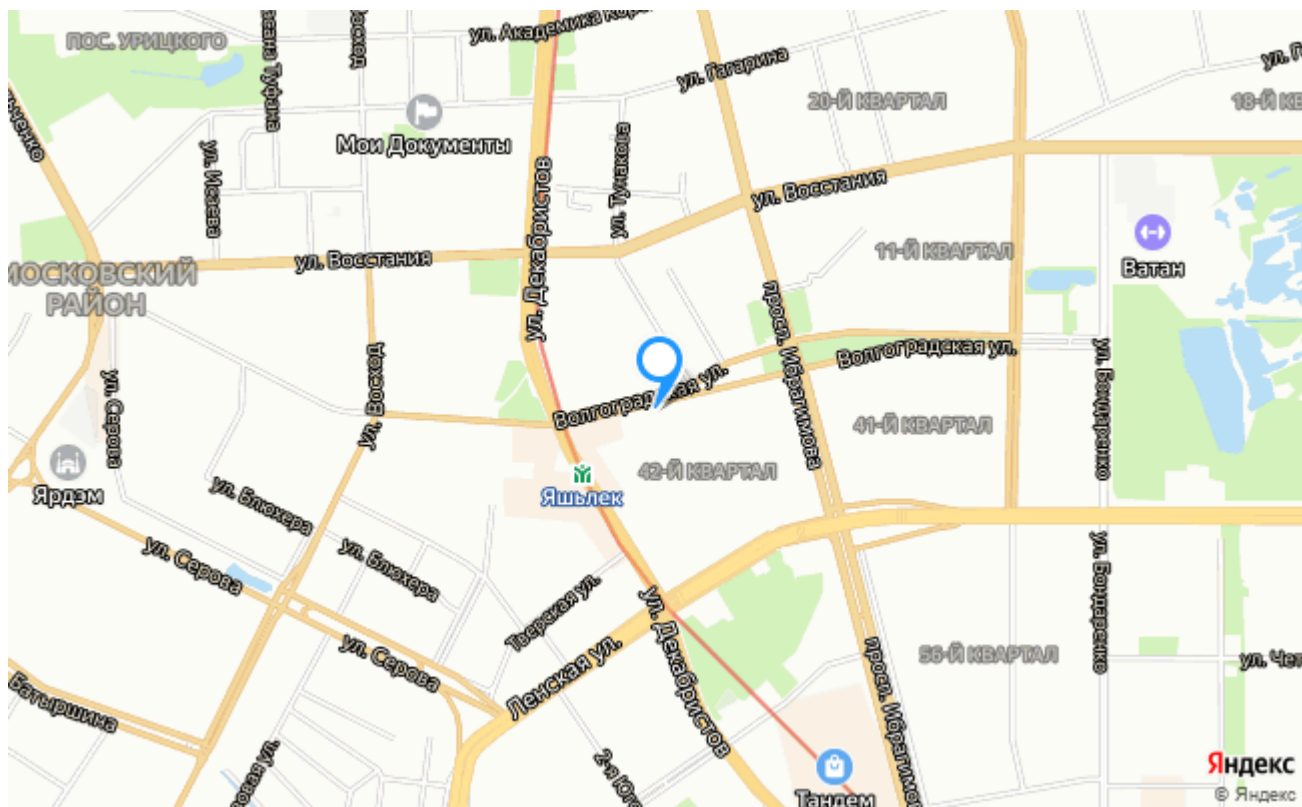 ПОС. УРИЦКОГО
ул. Академика
ул. Гагарина
20-Й КВАРТАЛ
18-Й
Мои Документы
ул. Исаева
ул. Декабристов
ул. Тунакова
ул. Восстания
11-Й КВАРТАЛ
Ватан
ул. Восстания
МОСКОВСКИЙ
РАЙОН
просп. Ибрагимова
Волгоградская ул.
ул. Бондаренко
ул. Серова
ул. Восход
Волгоградская ул.
41-Й КВАРТАЛ
42-Й КВАРТАЛ
Ярдэм
Яшьлек
ул. Блюхера
ул. Блюхера
ул. Серова
Тверская ул.
ул. Декабристов
ул. Бондаренко
ул. Серова
Ленская ул.
56-Й КВАРТАЛ
просп. Ибрагимова
Батыршина
Тандем
Яндекс
© Яндекс